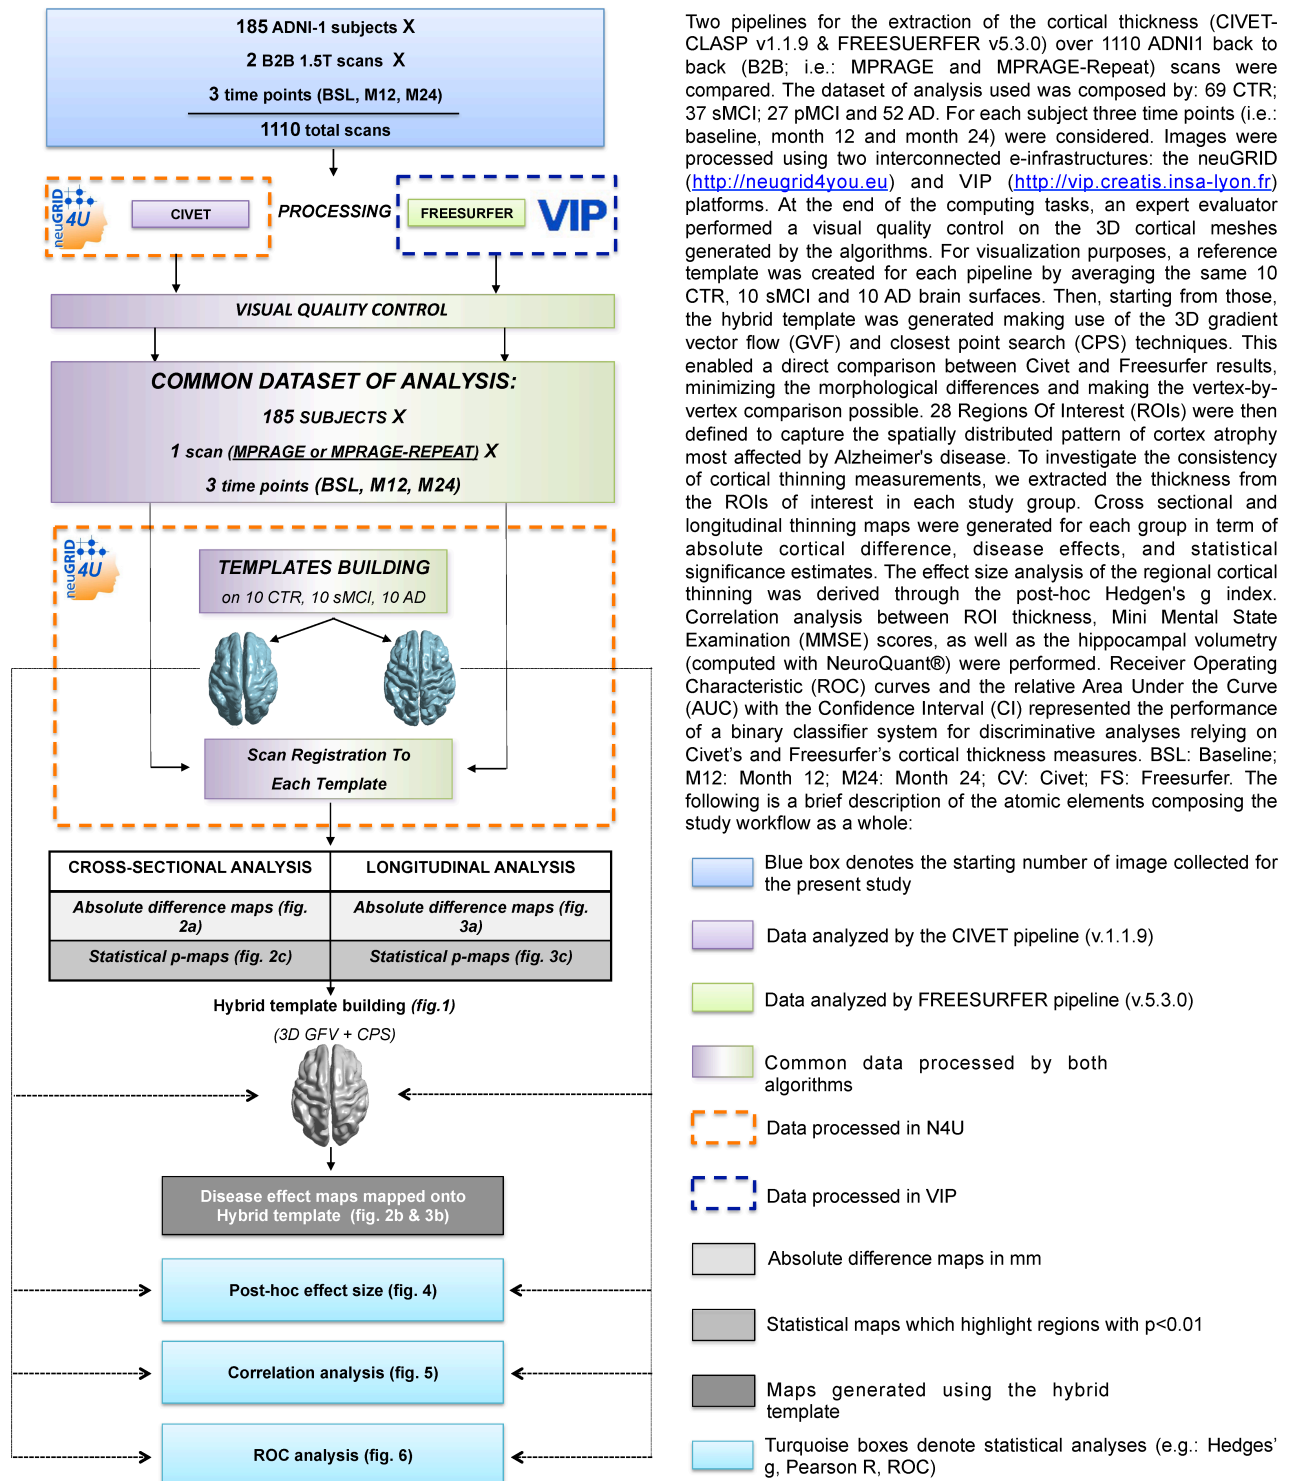 185 ADNI-1 subjects X
2 B2B 1.5T scans X
3 time points (BSL, M12, M24)
1110 total scans
neuGRID
4U
CIVET
PROCESSING
FREESURFER
VIP
VISUAL QUALITY CONTROL
COMMON DATASET OF ANALYSIS:
185 SUBJECTS X
1 scan (MPRAGE or MPRAGE-REPEAT) X
3 time points (BSL, M12, M24)
neuGRID
4U
TEMPLATES BUILDING
on 10 CTR, 10 sMCI, 10 AD
Scan Registration To
Each Template
CROSS-SECTIONAL ANALYSIS
LONGITUDINAL ANALYSIS
Absolute difference maps (fig.
2a)
Absolute difference maps (fig.
3a)
Statistical p-maps (fig. 2c)
Statistical p-maps (fig. 3c)
Hybrid template building (fig.1)
(3D GFV + CPS)
Disease effect maps mapped onto
Hybrid template (fig. 2b & 3b)
Post-hoc effect size (fig. 4)
Correlation analysis (fig. 5)
ROC analysis (fig. 6)
Two pipelines for the extraction of the cortical thickness (CIVET-
CLASP v1.1.9 & FREESUERFER v5.3.0) over 1110 ADNI1 back to
back (B2B; i.e.: MPRAGE and MPRAGE-Repeat) scans were
compared. The dataset of analysis used was composed by: 69 CTR;
37 sMCI; 27 pMCI and 52 AD. For each subject three time points (i.e.:
baseline, month 12 and month 24) were considered. Images were
processed using two interconnected e-infrastructures: the neuGRID
(http://neugrid4you.eu) and VIP (http://vip.creatis.insa-lyon.fr)
platforms. At the end of the computing tasks, an expert evaluator
performed a visual quality control on the 3D cortical meshes
generated by the algorithms. For visualization purposes, a reference
template was created for each pipeline by averaging the same 10
CTR, 10 sMCI and 10 AD brain surfaces. Then, starting from those,
the hybrid template was generated making use of the 3D gradient
vector flow (GVF) and closest point search (CPS) techniques. This
enabled a direct comparison between Civet and Freesurfer results,
minimizing the morphological differences and making the vertex-by-
vertex comparison possible. 28 Regions Of Interest (ROIs) were then
defined to capture the spatially distributed pattern of cortex atrophy
most affected by Alzheimer's disease. To investigate the consistency
of cortical thinning measurements, we extracted the thickness from
the ROIs of interest in each study group. Cross sectional and
longitudinal thinning maps were generated for each group in term of
absolute cortical difference, disease effects, and statistical
significance estimates. The effect size analysis of the regional cortical
thinning was derived through the post-hoc Hedgen's g index.
Correlation analysis between ROI thickness, Mini Mental State
Examination (MMSE) scores, as well as the hippocampal volumetry
(computed with NeuroQuant®) were performed. Receiver Operating
Characteristic (ROC) curves and the relative Area Under the Curve
(AUC) with the Confidence Interval (CI) represented the performance
of a binary classifier system for discriminative analyses relying on
Civet's and Freesurfer's cortical thickness measures. BSL: Baseline;
M12: Month 12; M24: Month 24; CV: Civet; FS: Freesurfer. The
following is a brief description of the atomic elements composing the
study workflow as a whole:
Blue box denotes the starting number of image collected for
the present study
Data analyzed by the CIVET pipeline (v.1.1.9)
Data analyzed by FREESURFER pipeline (v.5.3.0)
Common data processed by both
algorithms
Data processed in N4U
Data processed in VIP
Absolute difference maps in mm
Statistical maps which highlight regions with p<0.01
Maps generated using the hybrid
template
Turquoise boxes denote statistical analyses (e.g.: Hedges'
g, Pearson R, ROC)